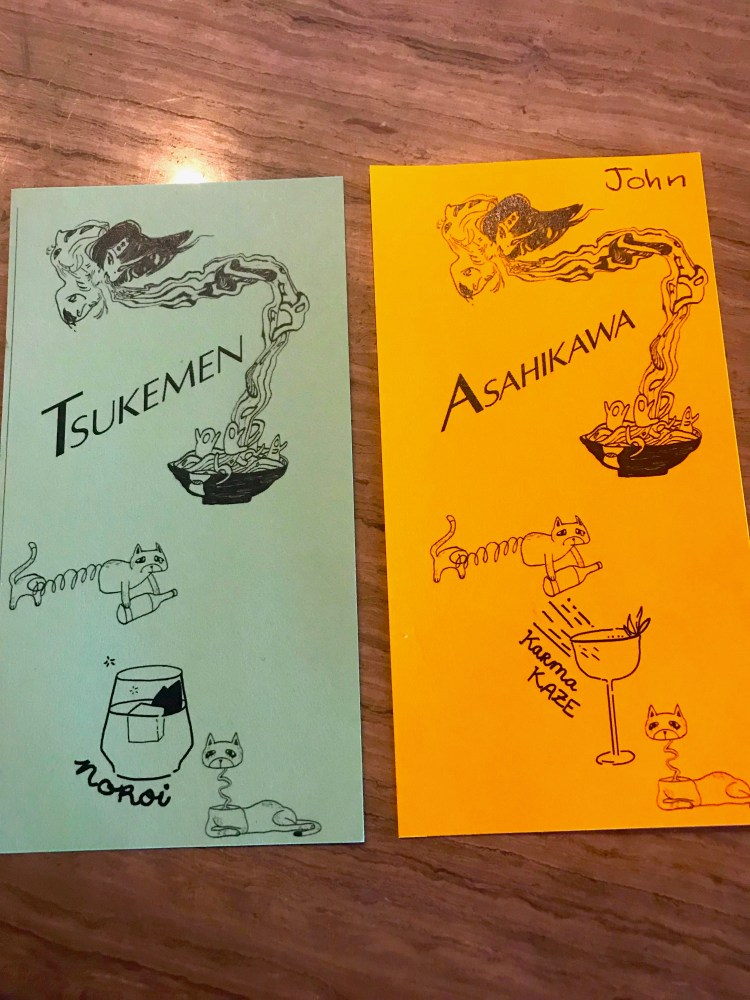 TSUKEMEN
NOROi
John
ASAHIKAWA
KARMA
KAZE